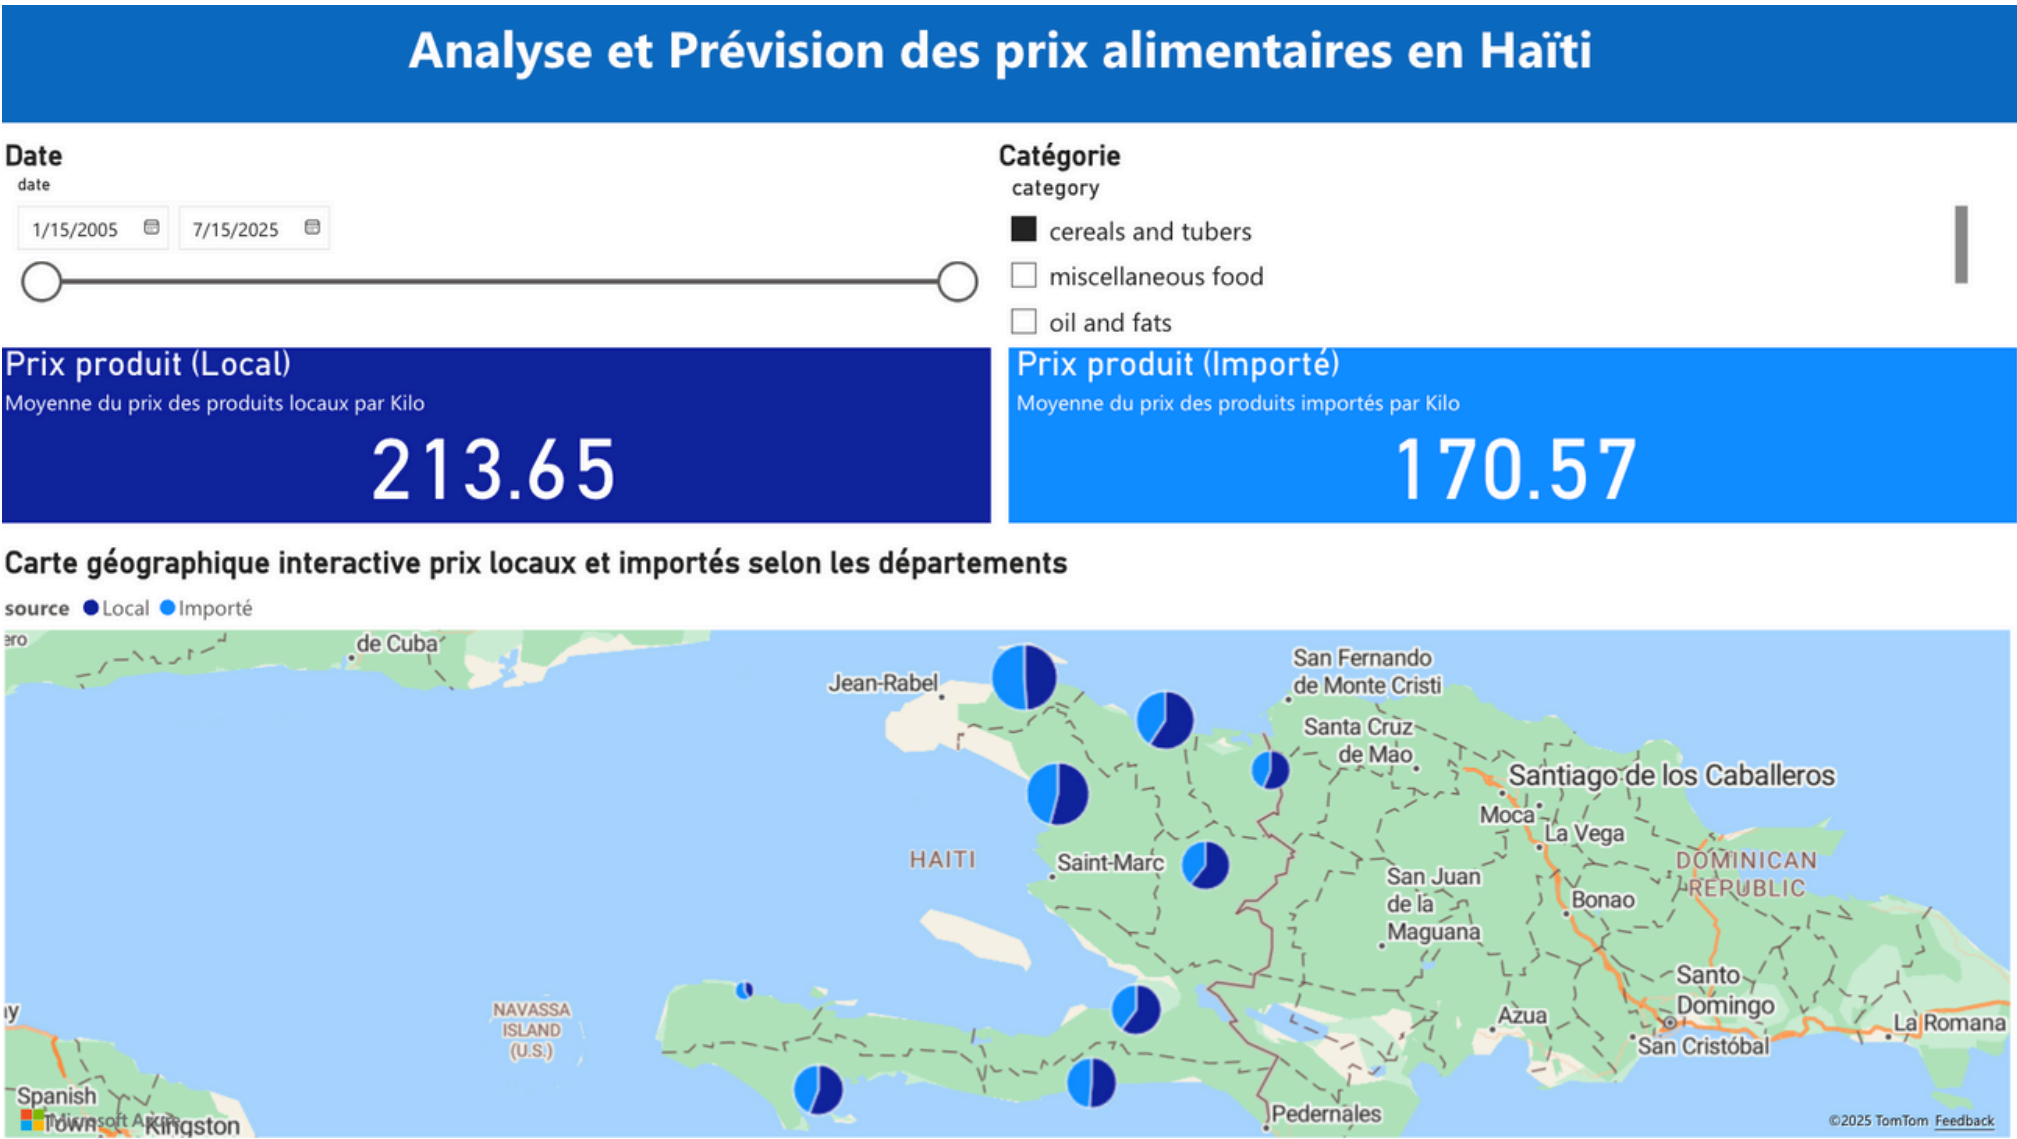 Analyse et Prévision des prix alimentaires en Haïti
Date
date
1/15/2005
7/15/2025
Catégorie
category
cereals and tubers
miscellaneous food
oil and fats
Prix produit (Local)
Moyenne du prix des produits locaux par Kilo
213.65
Prix produit (Importé)
Moyenne du prix des produits importés par Kilo
170.57
Carte géographique interactive prix locaux et importés selon les départements
source Local Importé
ero
de Cuba
Jean-Rabel
San Fernando
de Monte Cristi
Santa Cruz
de Mao
Santiago de los Caballeros
Moca
La Vega
HAITI
Saint-Marc
DOMINICAN
REPUBLIC
San Juan
de la
Maguana
Bonao
NAVASSA
ISLAND
(U.S.)
ay
Santo
Domingo
Azua
La Romana
San Cristóbal
Spanish
Town
Microsoft Azure
Kingston
Pedernales
©2025 TomTom Feedback